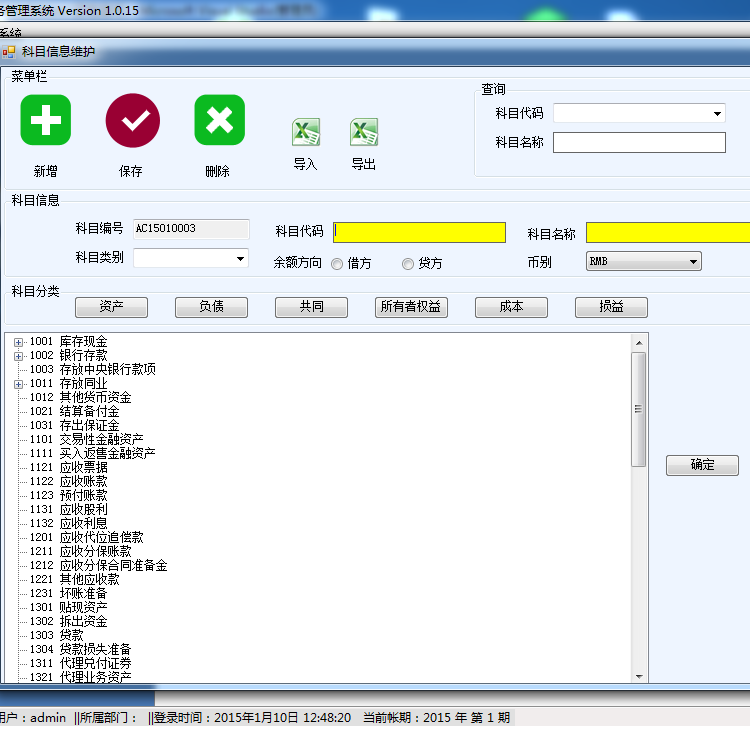 务管理系统 Version 1.0.15
系统
科目信息维护
菜单栏
新增
保存
删除
导入
导出
查询
科目代码
科目名称
科目信息
科目编号 AC15010003
科目代码
科目名称
科目类别
余额方向 借方 贷方
币别 RMB
科目分类
资产 负债 共同 所有者权益 成本 损益
1001 库存现金
1002 银行存款
1003 存放中央银行款项
1011 存放同业
1012 其他货币资金
1021 结算备付金
1031 存出保证金
1101 交易性金融资产
1111 买入返售金融资产
1121 应收票据
1122 应收账款
1123 预付账款
1131 应收股利
1132 应收利息
1201 应收代位追偿款
1211 应收分保账款
1212 应收分保合同准备金
1221 其他应收款
1231 坏账准备
1301 贴现资产
1302 拆出资金
1303 贷款
1304 贷款损失准备
1311 代理兑付证券
1321 代理业务资产
确定
用户：admin ||所属部门： ||登录时间：2015年1月10日 12:48:20 当前帐期：2015 年 第 1 期